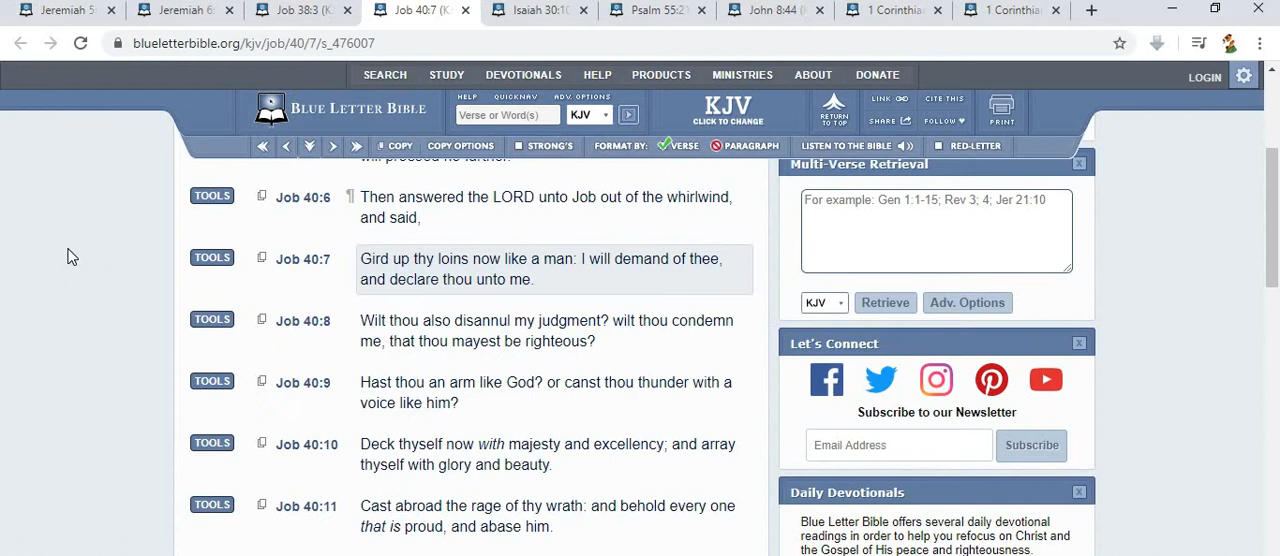 Jeremiah 5:
Jeremiah 6:
Job 38:3 (K
Job 40:7 (K
Isaiah 30:10
Psalm 55:21
John 8:44 (
1 Corinthia
1 Corinthia
blueletterbible.org/kjv/job/40/7/s_476007
SEARCH STUDY DEVOTIONALS HELP PRODUCTS MINISTRIES ABOUT DONATE
LOGIN
BLUE LETTER BIBLE
HELP QUICKNAV ADV. OPTIONS
Verse or Word(s) KJV
KJV
CLICK TO CHANGE
RETURN
TO TOP
LINK CITE THIS
SHARE FOLLOW
PRINT
COPY COPY OPTIONS STRONG'S FORMAT BY: VERSE PARAGRAPH LISTEN TO THE BIBLE RED-LETTER
TOOLS Job 40:6 ¶ Then answered the LORD unto Job out of the whirlwind,
and said,
TOOLS Job 40:7 Gird up thy loins now like a man: I will demand of thee,
and declare thou unto me.
TOOLS Job 40:8 Wilt thou also disannul my judgment? wilt thou condemn
me, that thou mayest be righteous?
TOOLS Job 40:9 Hast thou an arm like God? or canst thou thunder with a
voice like him?
TOOLS Job 40:10 Deck thyself now with majesty and excellency; and array
thyself with glory and beauty.
TOOLS Job 40:11 Cast abroad the rage of thy wrath: and behold every one
that is proud, and abase him.
Multi-Verse Retrieval X
For example: Gen 1:1-15; Rev 3; 4; Jer 21:10
KJV Retrieve Adv. Options
Let's Connect X
Subscribe to our Newsletter
Email Address Subscribe
Daily Devotionals X
Blue Letter Bible offers several daily devotional
readings in order to help you refocus on Christ and
the Gospel of His peace and righteousness.